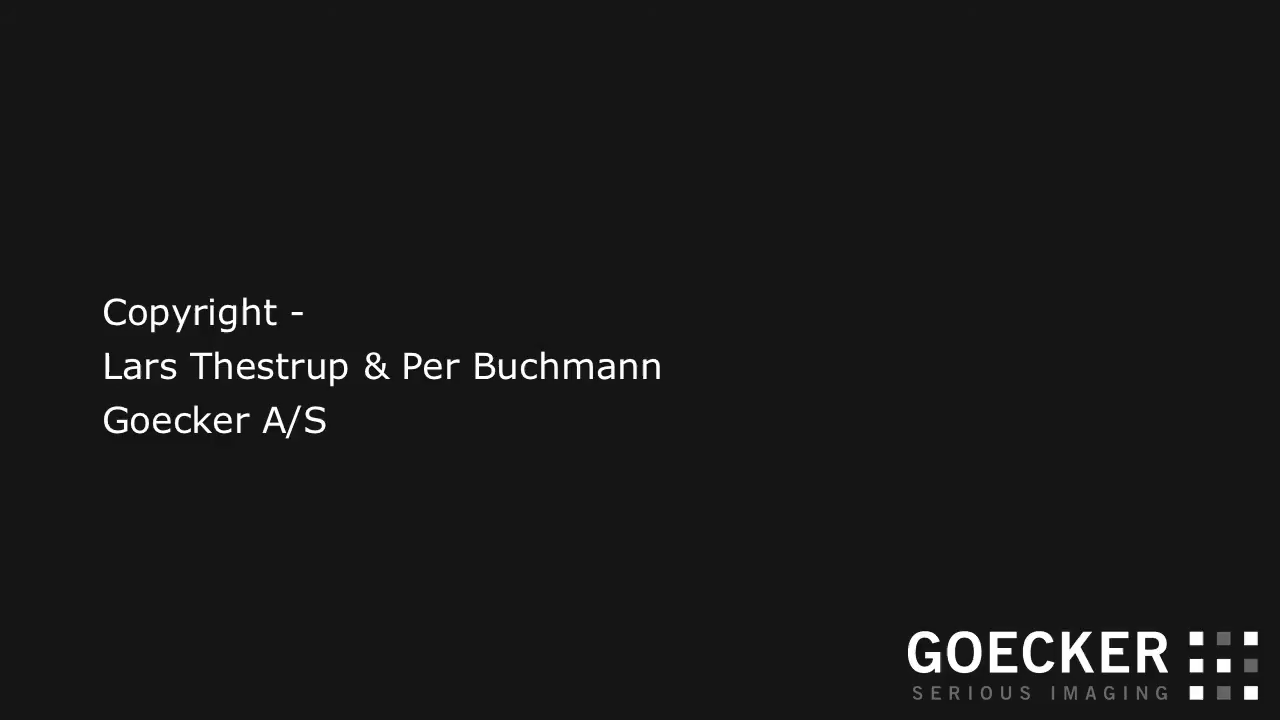 Copyright -
Lars Thestrup & Per Buchmann
Goecker A/S
GOECKER
SERIOUS IMAGING